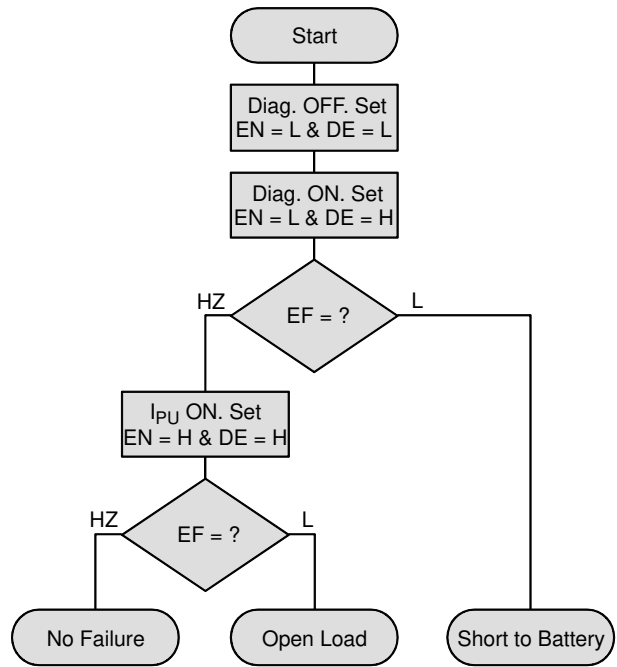 Start
Diag. OFF. Set
EN = L & DE = L
Diag. ON. Set
EN = L & DE = H
HZ
EF = ?
L
IPU ON. Set
EN = H & DE = H
HZ
EF = ?
L
No Failure
Open Load
Short to Battery